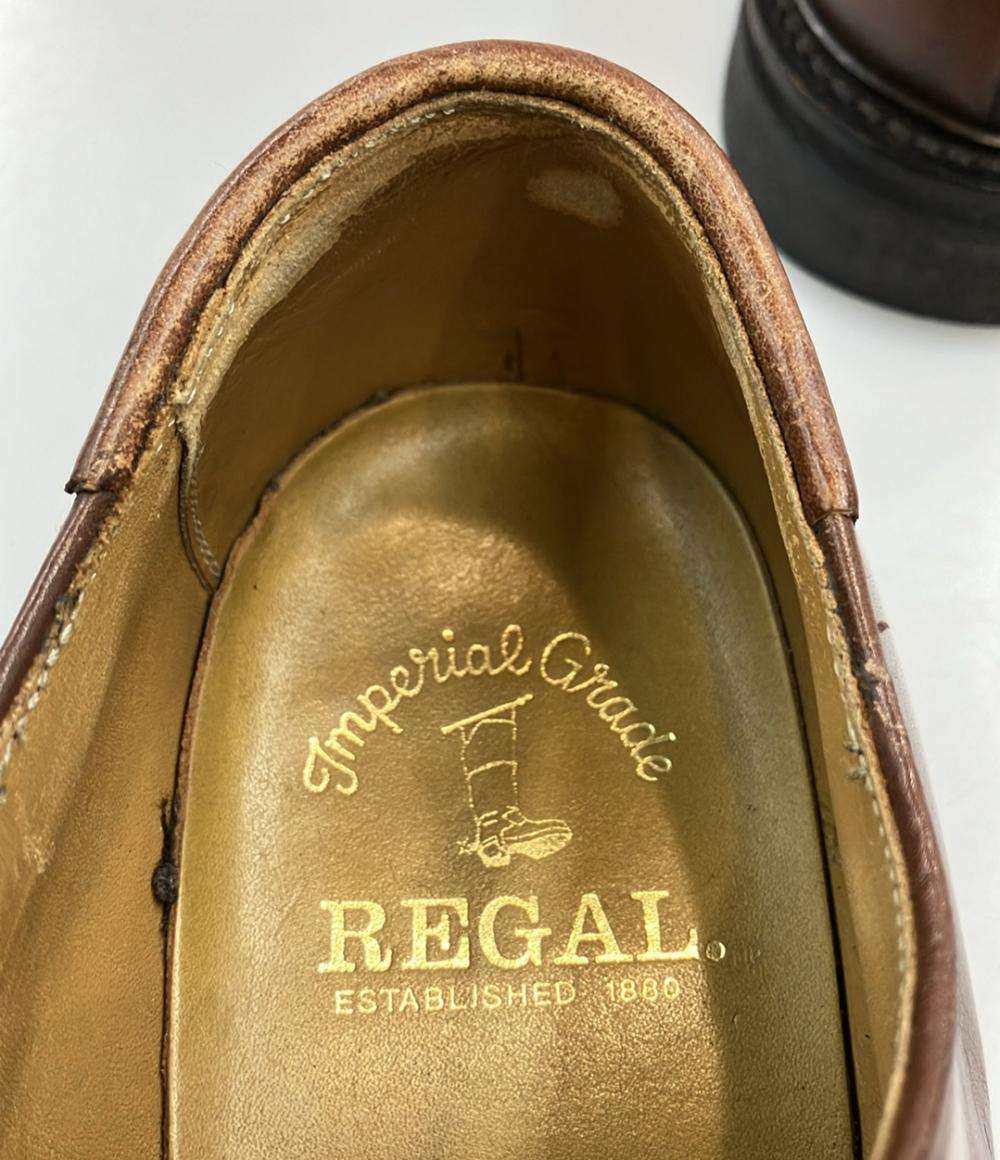 Imperial Grade
REGAL®
ESTABLISHED 1880